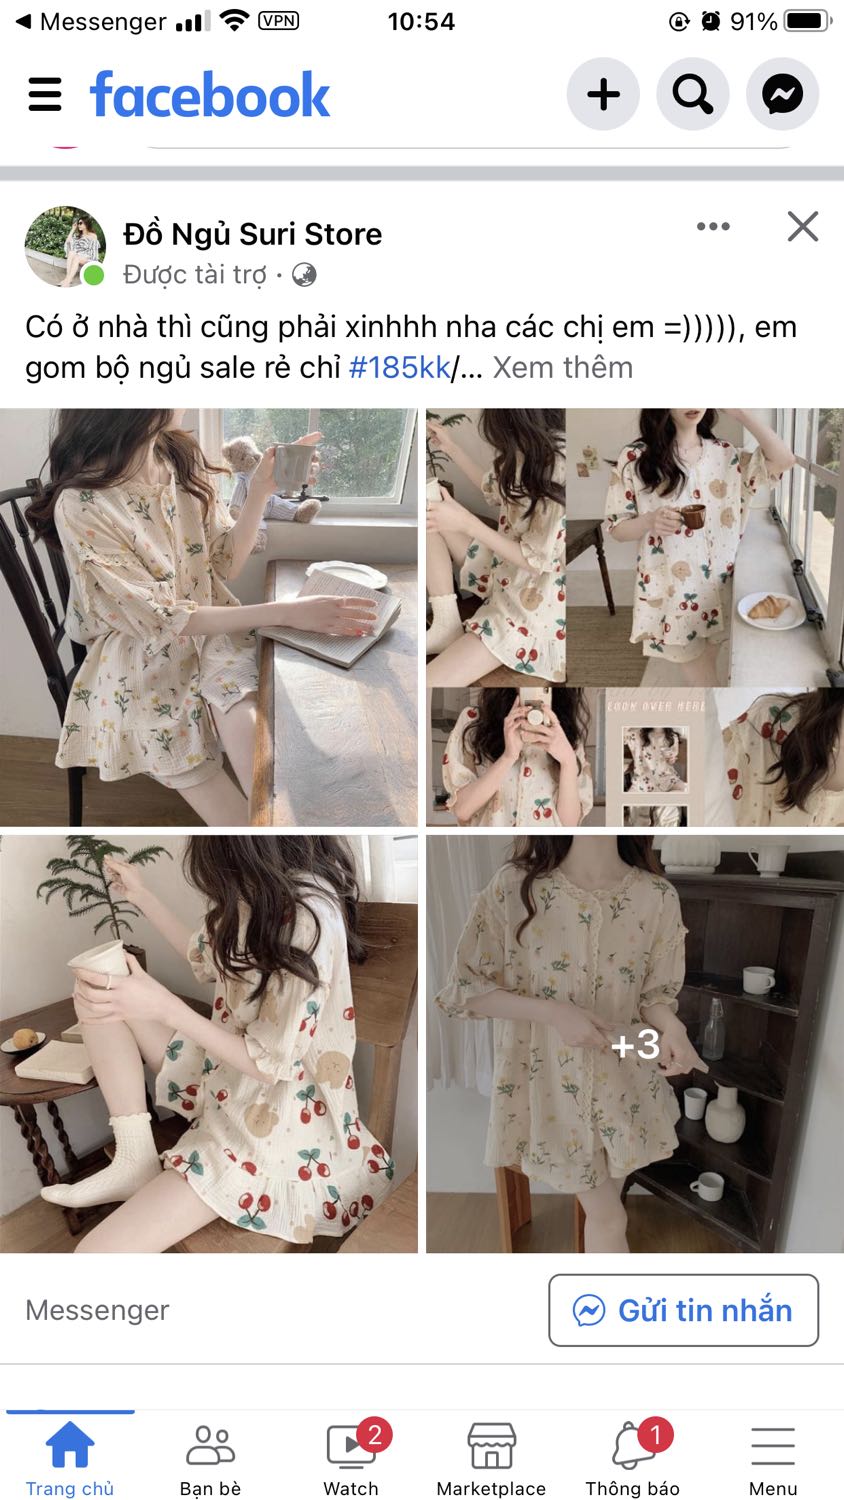 Messenger VPN 10:54 91%
facebook
Đồ Ngủ Suri Store
Được tài trợ ·
Có ở nhà thì cũng phải xinhhh nha các chị em =))))), em
gom bộ ngủ sale rẻ chỉ #185kk/... Xem thêm
LOOK OVER HERE
+3
Messenger
Gửi tin nhắn
2
1
Trang chủ Bạn bè Watch Marketplace Thông báo Menu